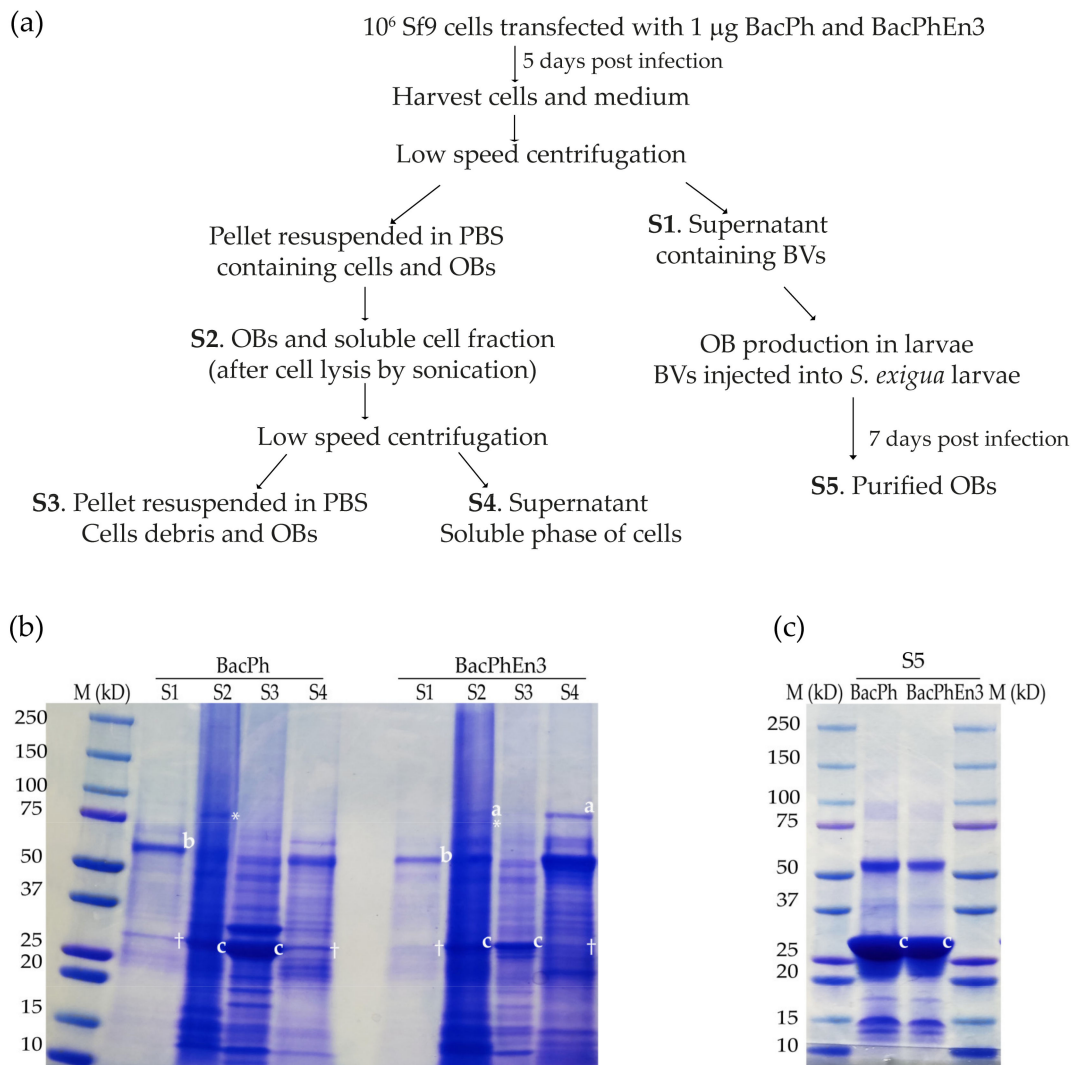 (a)
10⁶ Sf9 cells transfected with 1 µg BacPh and BacPhEn3
5 days post infection
Harvest cells and medium
Low speed centrifugation
Pellet resuspended in PBS
containing cells and OBs
S1. Supernatant
containing BVs
S2. OBs and soluble cell fraction
(after cell lysis by sonication)
OB production in larvae
BVs injected into S. exigua larvae
Low speed centrifugation
7 days post infection
S3. Pellet resuspended in PBS
Cells debris and OBs
S4. Supernatant
Soluble phase of cells
S5. Purified OBs
(b)
BacPh
BacPhEn3
M (kD) S1 S2 S3 S4 S1 S2 S3 S4
250
150
100
75
50
37
25
20
15
10
* a * a
b b
† c c † † c c †
(c)
S5
M (kD) BacPh BacPhEn3 M (kD)
250
150
100
75
50
37
25
20
15
10
c c